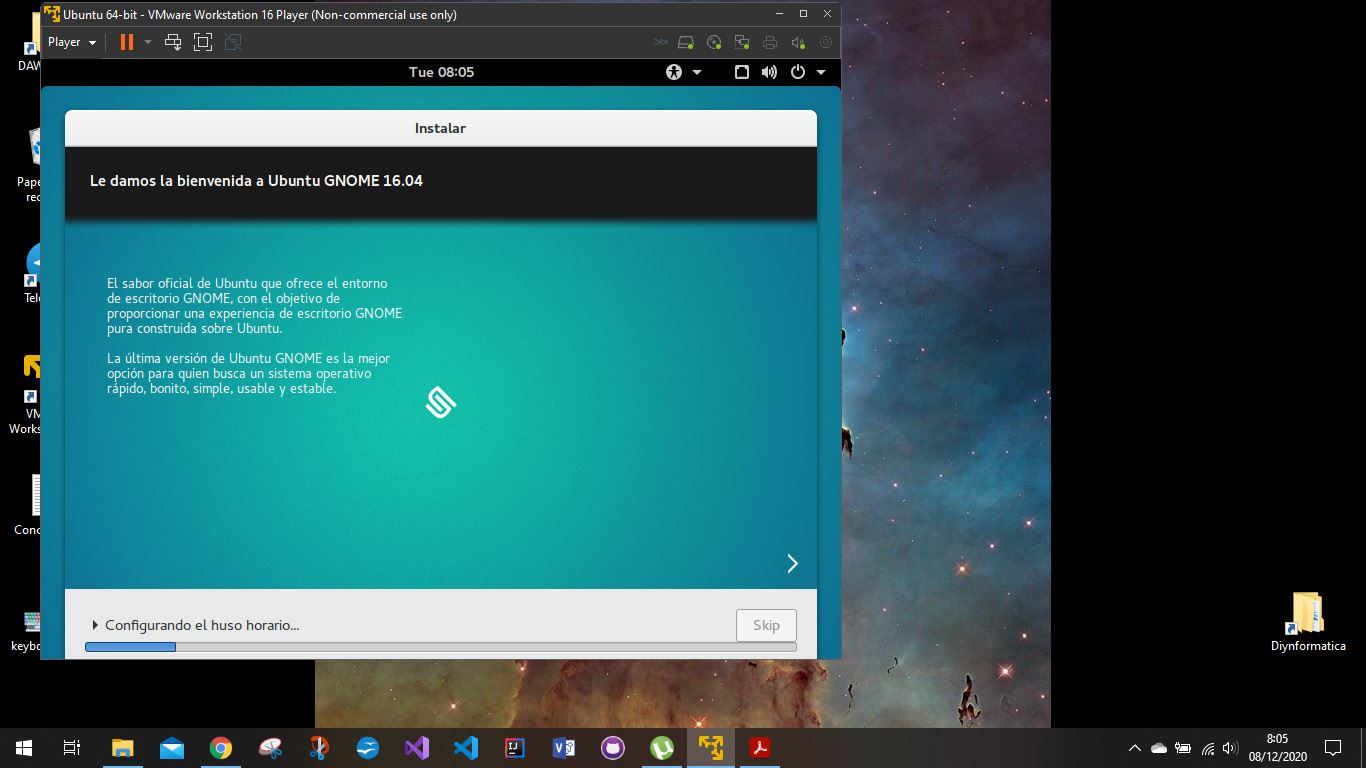 Ubuntu 64-bit - VMware Workstation 16 Player (Non-commercial use only)
Player
Tue 08:05
Instalar
Le damos la bienvenida a Ubuntu GNOME 16.04
El sabor oficial de Ubuntu que ofrece el entorno
de escritorio GNOME, con el objetivo de
proporcionar una experiencia de escritorio GNOME
pura construida sobre Ubuntu.
La última versión de Ubuntu GNOME es la mejor
opción para quien busca un sistema operativo
rápido, bonito, simple, usable y estable.
Configurando el huso horario...
Skip
DAW
Pape
rec
Tele
VM
Works
Conc
keybo
Diynformatica
8:05
08/12/2020